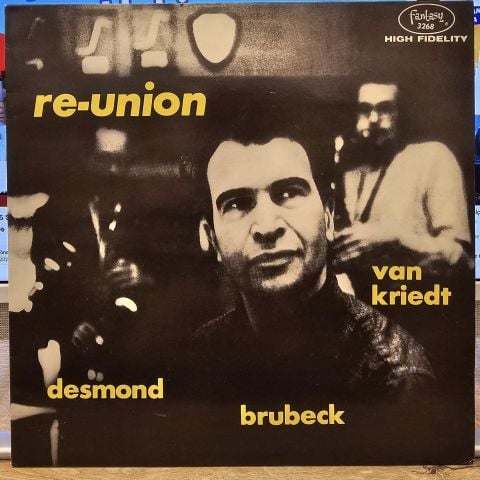 fantasy
3268
HIGH FIDELITY
re-union
van
kriedt
desmond
brubeck